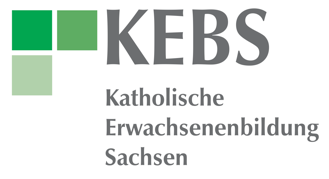 KEBS
Katholische
Erwachsenenbildung
Sachsen